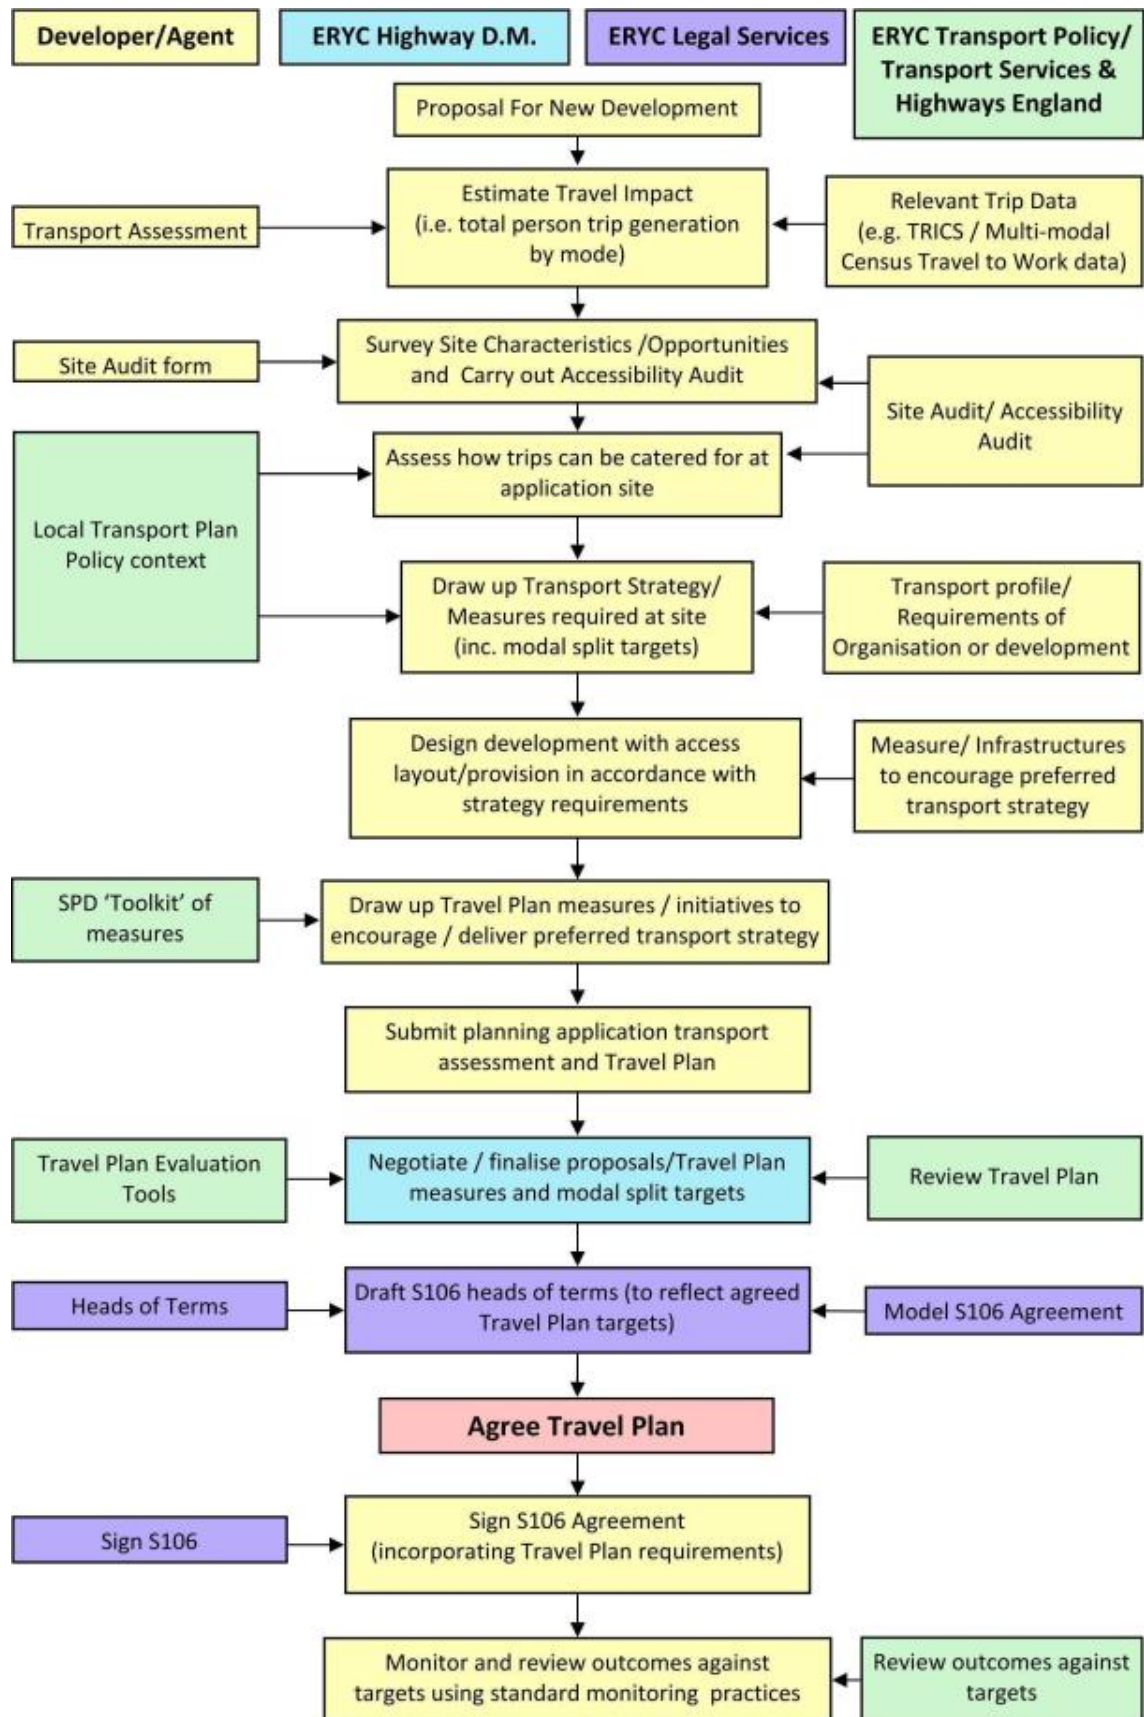 Developer/Agent
ERYC Highway D.M.
ERYC Legal Services
ERYC Transport Policy/
Transport Services &
Highways England
Proposal For New Development
Transport Assessment
Estimate Travel Impact
(i.e. total person trip generation
by mode)
Relevant Trip Data
(e.g. TRICS / Multi-modal
Census Travel to Work data)
Site Audit form
Survey Site Characteristics /Opportunities
and Carry out Accessibility Audit
Site Audit/ Accessibility
Audit
Local Transport Plan
Policy context
Assess how trips can be catered for at
application site
Draw up Transport Strategy/
Measures required at site
(inc. modal split targets)
Transport profile/
Requirements of
Organisation or development
Design development with access
layout/provision in accordance with
strategy requirements
Measure/ Infrastructures
to encourage preferred
transport strategy
SPD ‘Toolkit’ of
measures
Draw up Travel Plan measures / initiatives to
encourage / deliver preferred transport strategy
Submit planning application transport
assessment and Travel Plan
Travel Plan Evaluation
Tools
Negotiate / finalise proposals/Travel Plan
measures and modal split targets
Review Travel Plan
Heads of Terms
Draft S106 heads of terms (to reflect agreed
Travel Plan targets)
Model S106 Agreement
Agree Travel Plan
Sign S106
Sign S106 Agreement
(incorporating Travel Plan requirements)
Monitor and review outcomes against
targets using standard monitoring practices
Review outcomes against
targets